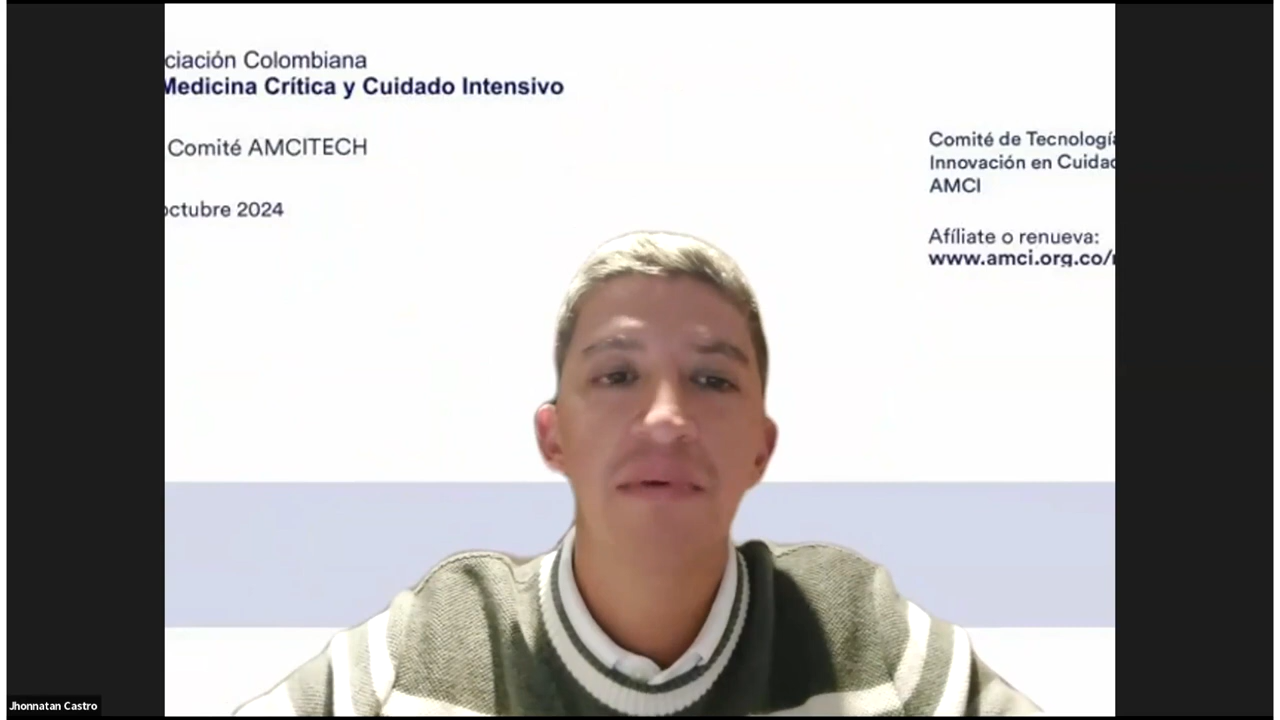 ciación Colombiana
Medicina Crítica y Cuidado Intensivo
Comité AMCITECH
octubre 2024
Comité de Tecnología
Innovación en Cuidad
AMCI
Afíliate o renueva:
www.amci.org.co/
Jhonnatan Castro